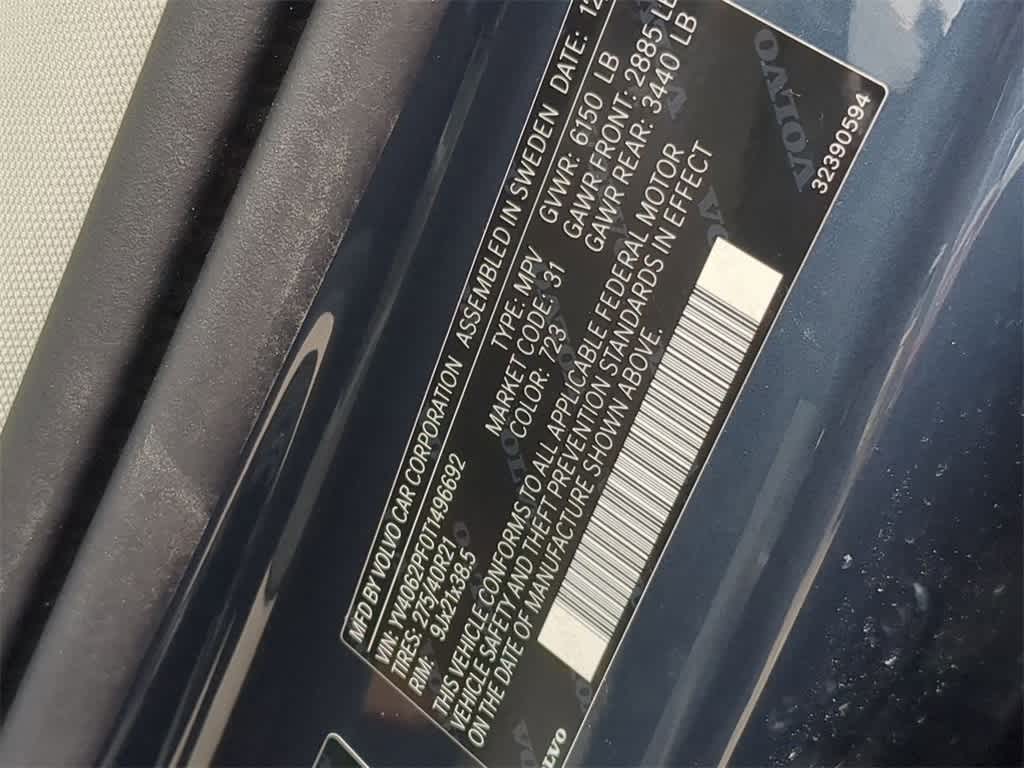 MFD BY VOLVO CAR CORPORATION ASSEMBLED IN SWEDEN DATE: 12
VIN: YV4062PF0T1496692 TYPE: MPV GVWR: 6150 LB
TIRES: 275/40R21 MARKET CODE: 31 GAWR FRONT: 2885 LB
RIM: 9Jx21x38.5 COLOR: 723 GAWR REAR: 3440 LB
THIS VEHICLE CONFORMS TO ALL APPLICABLE FEDERAL MOTOR
VEHICLE SAFETY AND THEFT PREVENTION STANDARDS IN EFFECT
ON THE DATE OF MANUFACTURE SHOWN ABOVE.
32390594
VOLVO